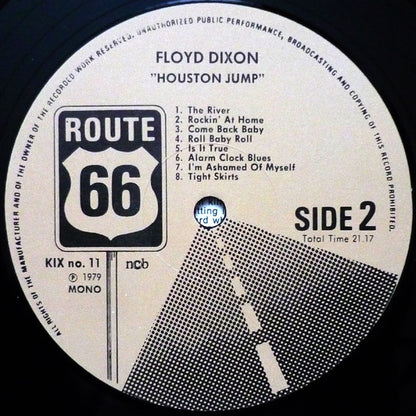 ALL RIGHTS OF THE MANUFACTURER AND OF THE OWNER OF THE RECORDED WORK RESERVED. UNAUTHORIZED PUBLIC PERFORMANCE, BROADCASTING AND COPYING OF THIS RECORD PROHIBITED.
FLOYD DIXON
"HOUSTON JUMP"
1. The River
2. Rockin' At Home
3. Come Back Baby
4. Roll Baby Roll
5. Is It True
6. Alarm Clock Blues
7. I'm Ashamed Of Myself
8. Tight Skirts
ROUTE
66
SIDE 2
Total Time 21.17
KIX no. 11
ncb
℗ 1979
MONO